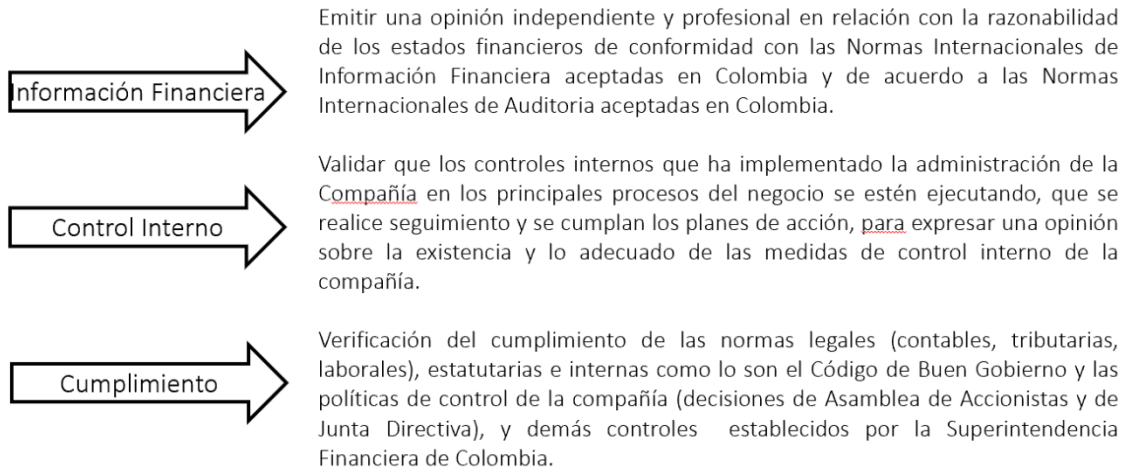 Información Financiera
Emitir una opinión independiente y profesional en relación con la razonabilidad
de los estados financieros de conformidad con las Normas Internacionales de
Información Financiera aceptadas en Colombia y de acuerdo a las Normas
Internacionales de Auditoria aceptadas en Colombia.
Control Interno
Validar que los controles internos que ha implementado la administración de la
Compañía en los principales procesos del negocio se estén ejecutando, que se
realice seguimiento y se cumplan los planes de acción, para expresar una opinión
sobre la existencia y lo adecuado de las medidas de control interno de la
compañía.
Cumplimiento
Verificación del cumplimiento de las normas legales (contables, tributarias,
laborales), estatutarias e internas como lo son el Código de Buen Gobierno y las
políticas de control de la compañía (decisiones de Asamblea de Accionistas y de
Junta Directiva), y demás controles establecidos por la Superintendencia
Financiera de Colombia.